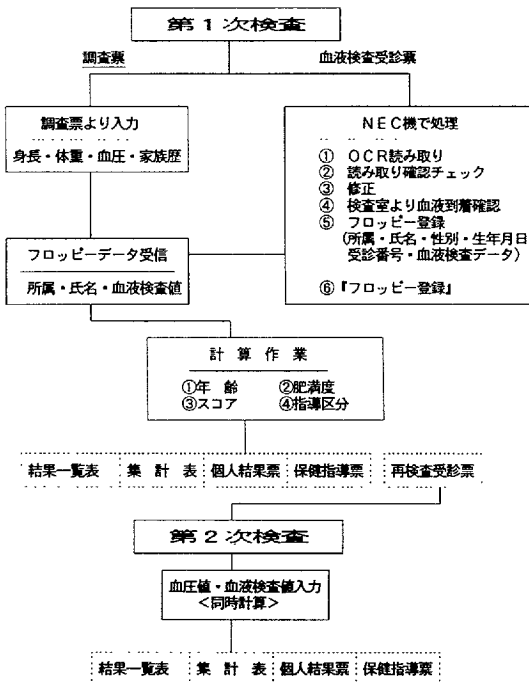 第１次検査
調査票
血液検査受診票
調査票より入力
身長・体重・血圧・家族歴
ＮＥＣ機で処理
① ＯＣＲ読み取り
② 読み取り確認チェック
③ 修正
④ 検査室より血液到着確認
⑤ フロッピー登録
(所属・氏名・性別・生年月日
受診番号・血液検査データ)
⑥『フロッピー登録』
フロッピーデータ受信
所属・氏名・血液検査値
計 算 作 業
①年 齢 ②肥満度
③スコア ④指導区分
結果一覧表 集 計 表 個人結果票 保健指導票 再検査受診票
第２次検査
血圧値・血液検査値入力
＜同時計算＞
結果一覧表 集 計 表 個人結果票 保健指導票